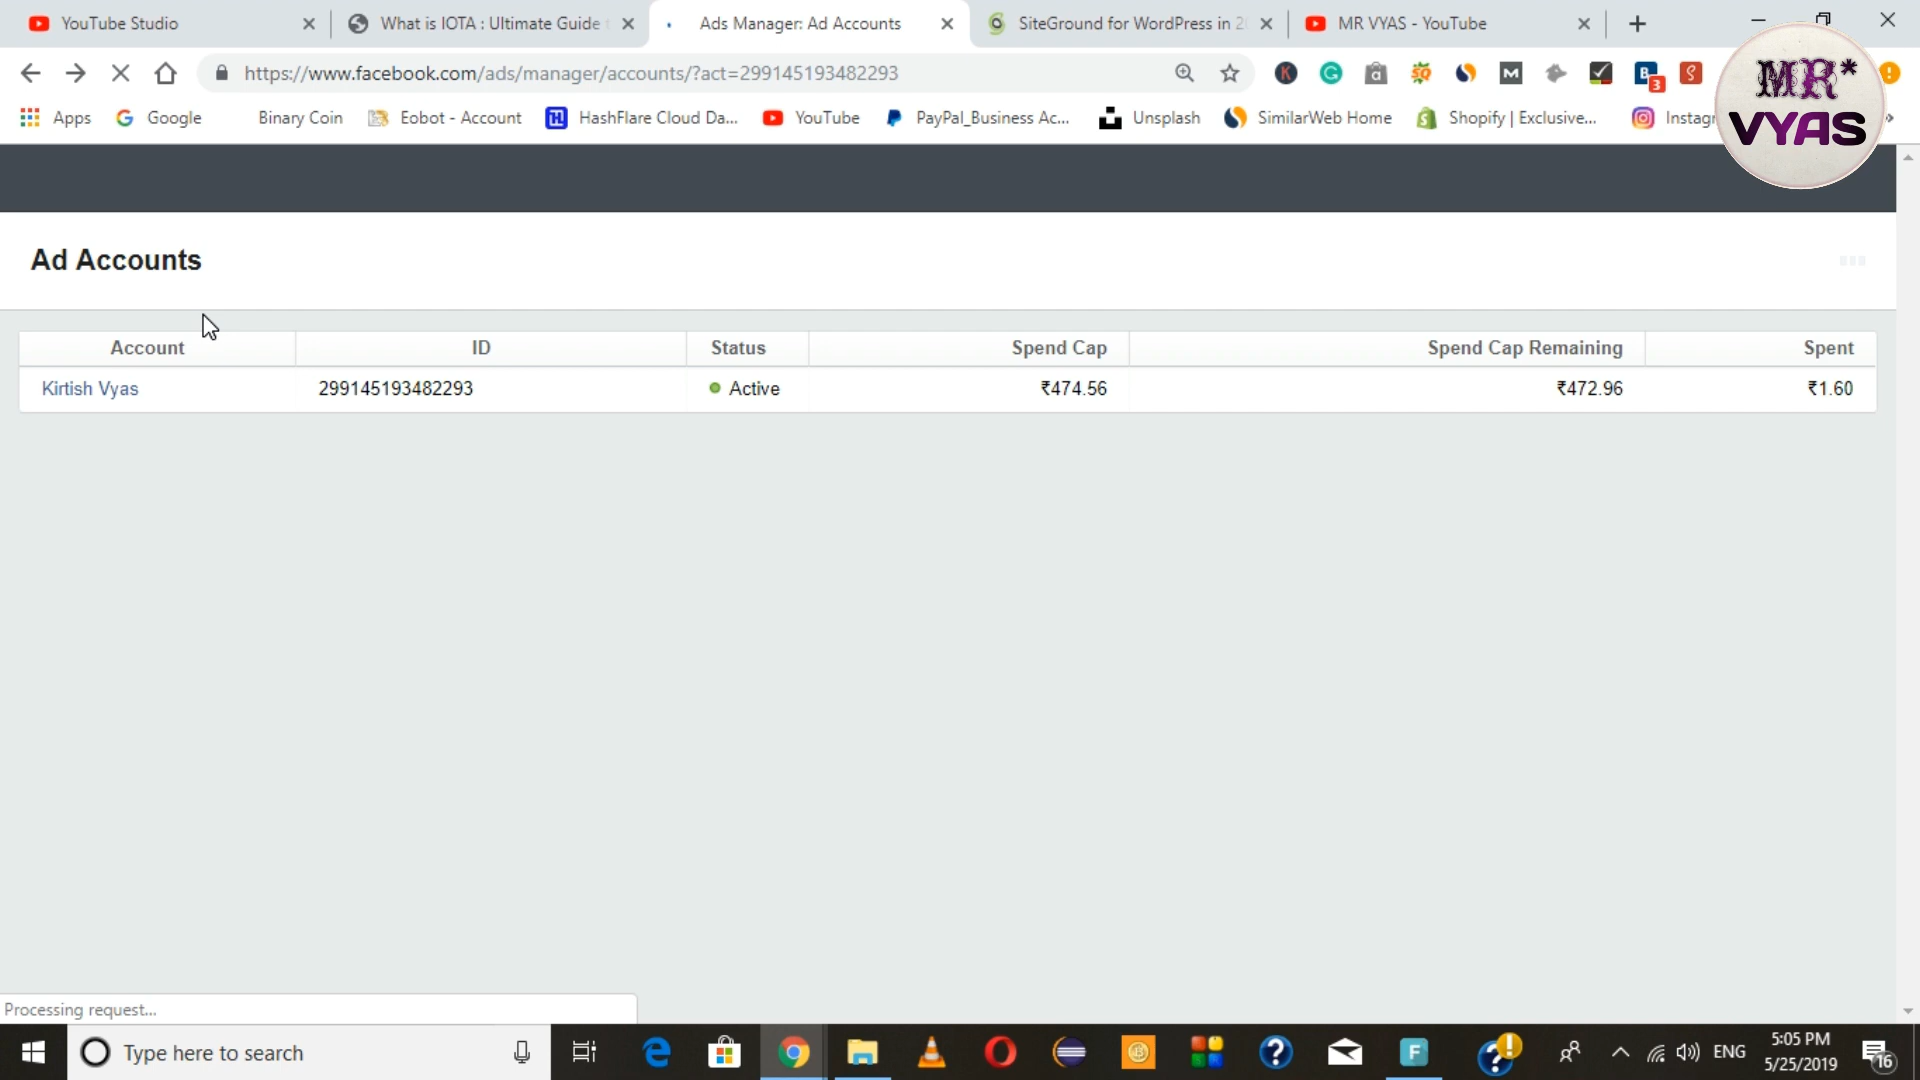 YouTube Studio
What is IOTA : Ultimate Guide
Ads Manager: Ad Accounts
SiteGround for WordPress in
MR VYAS - YouTube
https://www.facebook.com/ads/manager/accounts/?act=299145193482293
MR*
VYAS
Apps
Google
Binary Coin
Eobot - Account
HashFlare Cloud Da...
YouTube
PayPal_Business Ac...
Unsplash
SimilarWeb Home
Shopify | Exclusive...
Instagr
Ad Accounts
Account ID Status Spend Cap Spend Cap Remaining Spent
Kirtish Vyas 299145193482293 Active ₹474.56 ₹472.96 ₹1.60
Processing request...
Type here to search
ENG
5:05 PM
5/25/2019
16